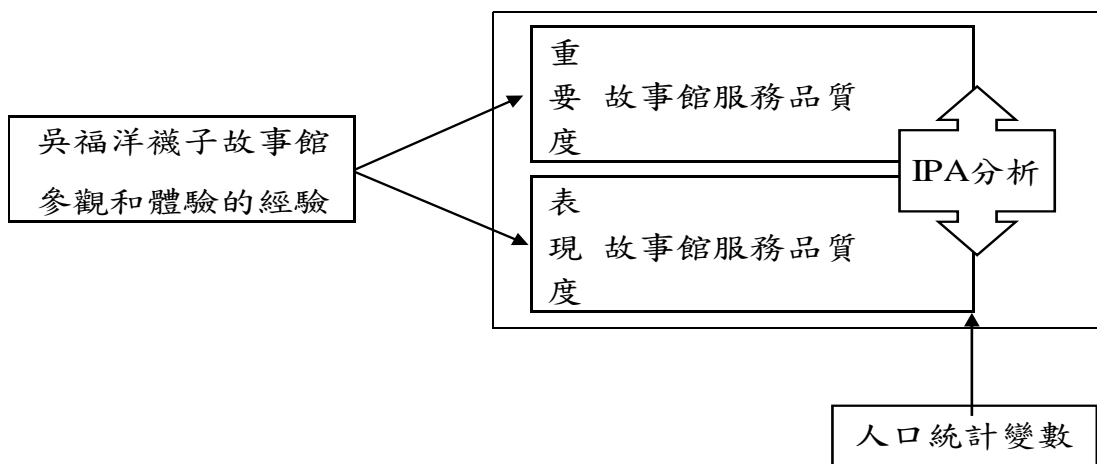 重
要 故事館服務品質
度
吳福洋襪子故事館
參觀和體驗的經驗
IPA分析
表
現 故事館服務品質
度
人口統計變數